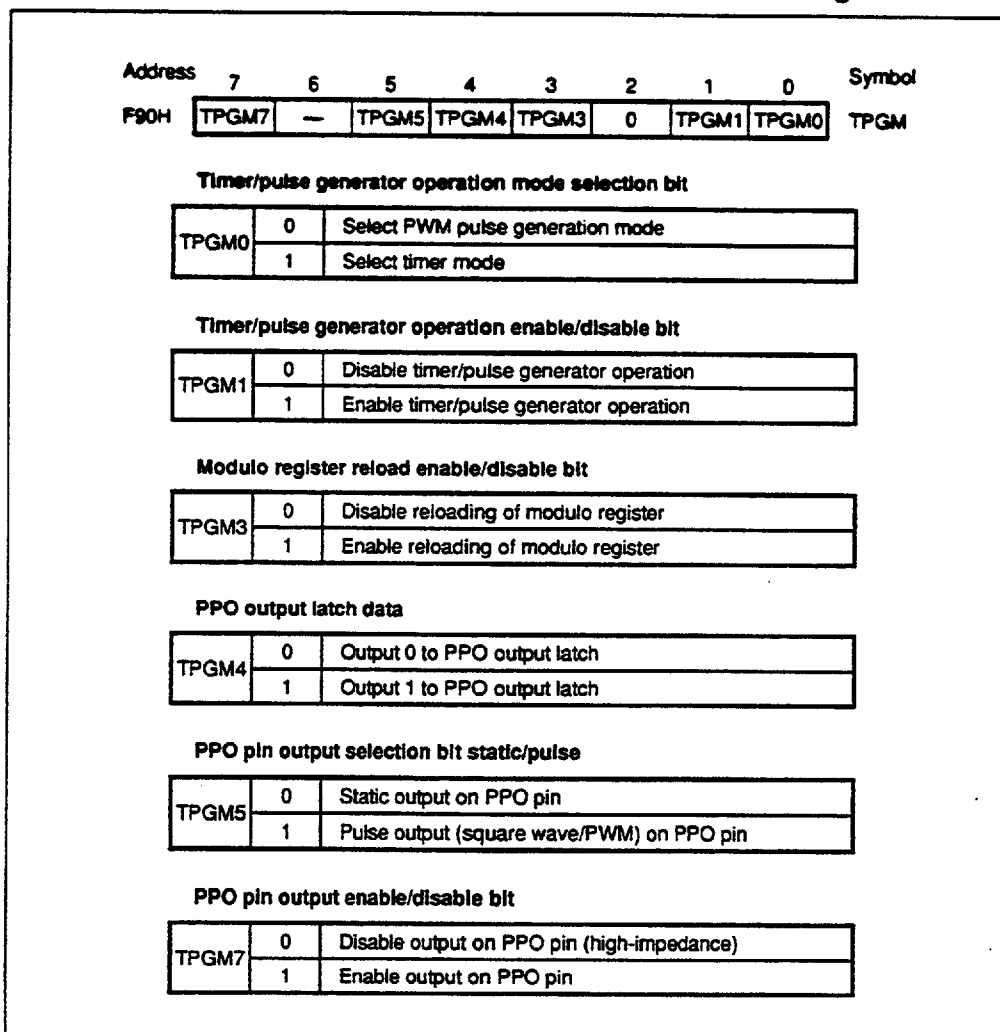 Address 7 6 5 4 3 2 1 0 Symbol
F90H TPGM7 — TPGM5 TPGM4 TPGM3 0 TPGM1 TPGM0 TPGM
Timer/pulse generator operation mode selection bit
TPGM0 0 Select PWM pulse generation mode
1 Select timer mode
Timer/pulse generator operation enable/disable bit
TPGM1 0 Disable timer/pulse generator operation
1 Enable timer/pulse generator operation
Modulo register reload enable/disable bit
TPGM3 0 Disable reloading of modulo register
1 Enable reloading of modulo register
PPO output latch data
TPGM4 0 Output 0 to PPO output latch
1 Output 1 to PPO output latch
PPO pin output selection bit static/pulse
TPGM5 0 Static output on PPO pin
1 Pulse output (square wave/PWM) on PPO pin
PPO pin output enable/disable bit
TPGM7 0 Disable output on PPO pin (high-impedance)
1 Enable output on PPO pin